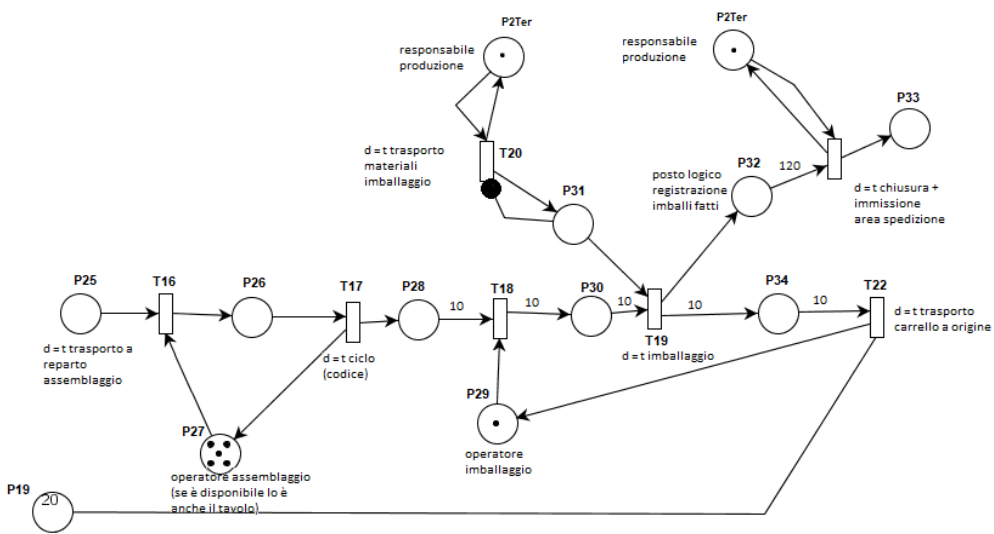 P2Ter
responsabile
produzione
P2Ter
responsabile
produzione
P33
d = t trasporto
materiali
imballaggio
T20
P31
posto logico
registrazione
imballi fatti
P32
120
d = t chiusura +
immissione
area spedizione
P25
T16
P26
T17
P28
10
T18
10
P30
10
T19
10
P34
10
T22
d = t trasporto
carrello a origine
d = t trasporto a
reparto
assemblaggio
d = t ciclo
(codice)
d = t imballaggio
P27
operatore assemblaggio
(se è disponibile lo è
anche il tavolo)
P29
operatore
imballaggio
P19
20